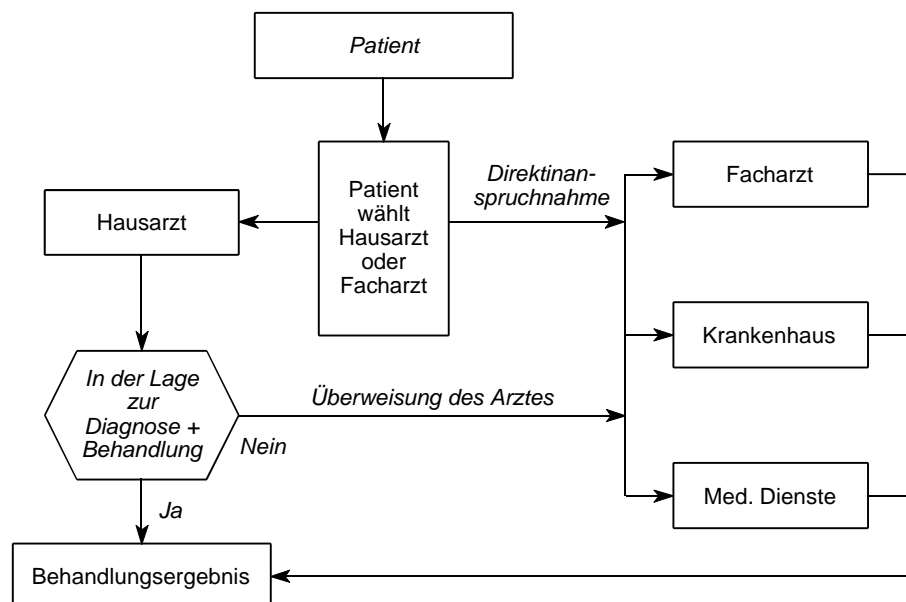 Patient
Patient
wählt
Hausarzt
oder
Facharzt
Direktinan-
spruchnahme
Facharzt
Hausarzt
Krankenhaus
In der Lage
zur
Diagnose +
Behandlung
Überweisung des Arztes
Nein
Med. Dienste
Ja
Behandlungsergebnis